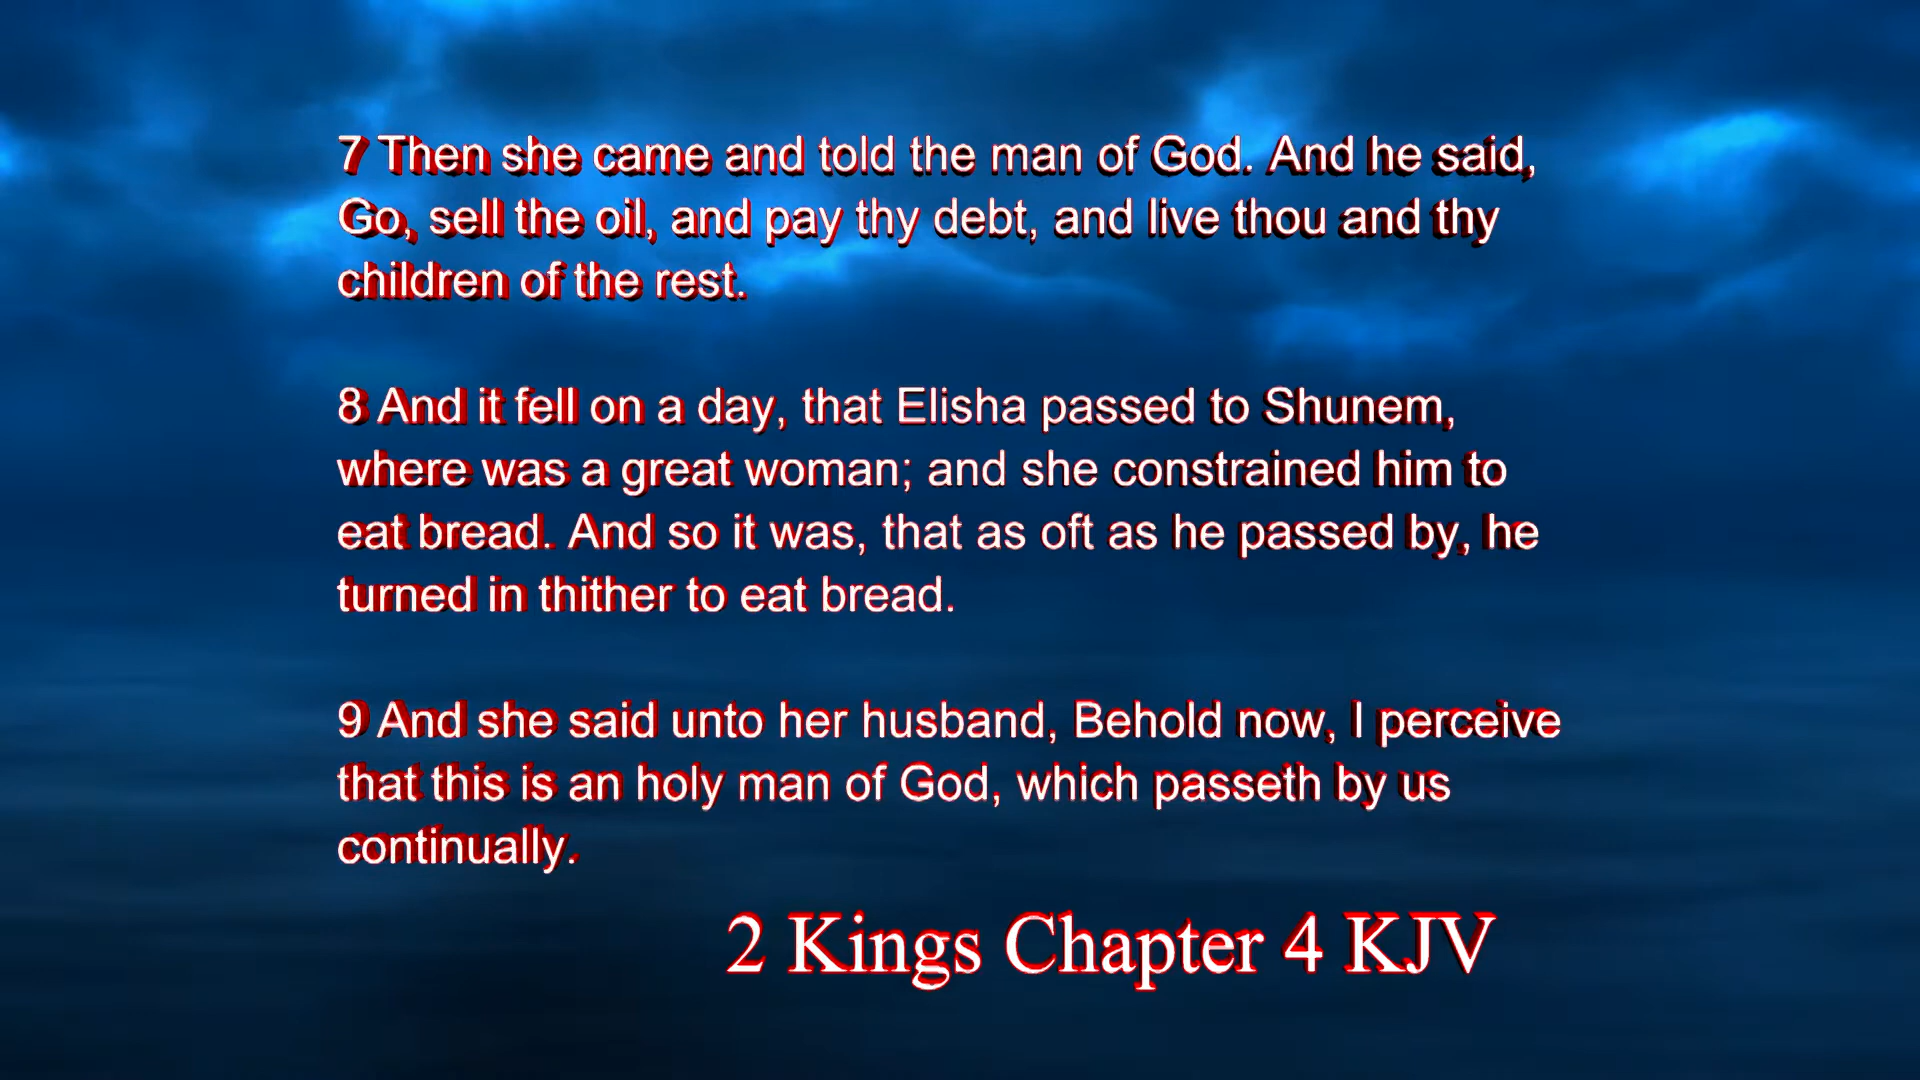 7 Then she came and told the man of God. And he said,
Go, sell the oil, and pay thy debt, and live thou and thy
children of the rest.
8 And it fell on a day, that Elisha passed to Shunem,
where was a great woman; and she constrained him to
eat bread. And so it was, that as oft as he passed by, he
turned in thither to eat bread.
9 And she said unto her husband, Behold now, I perceive
that this is an holy man of God, which passeth by us
continually.
2 Kings Chapter 4 KJV